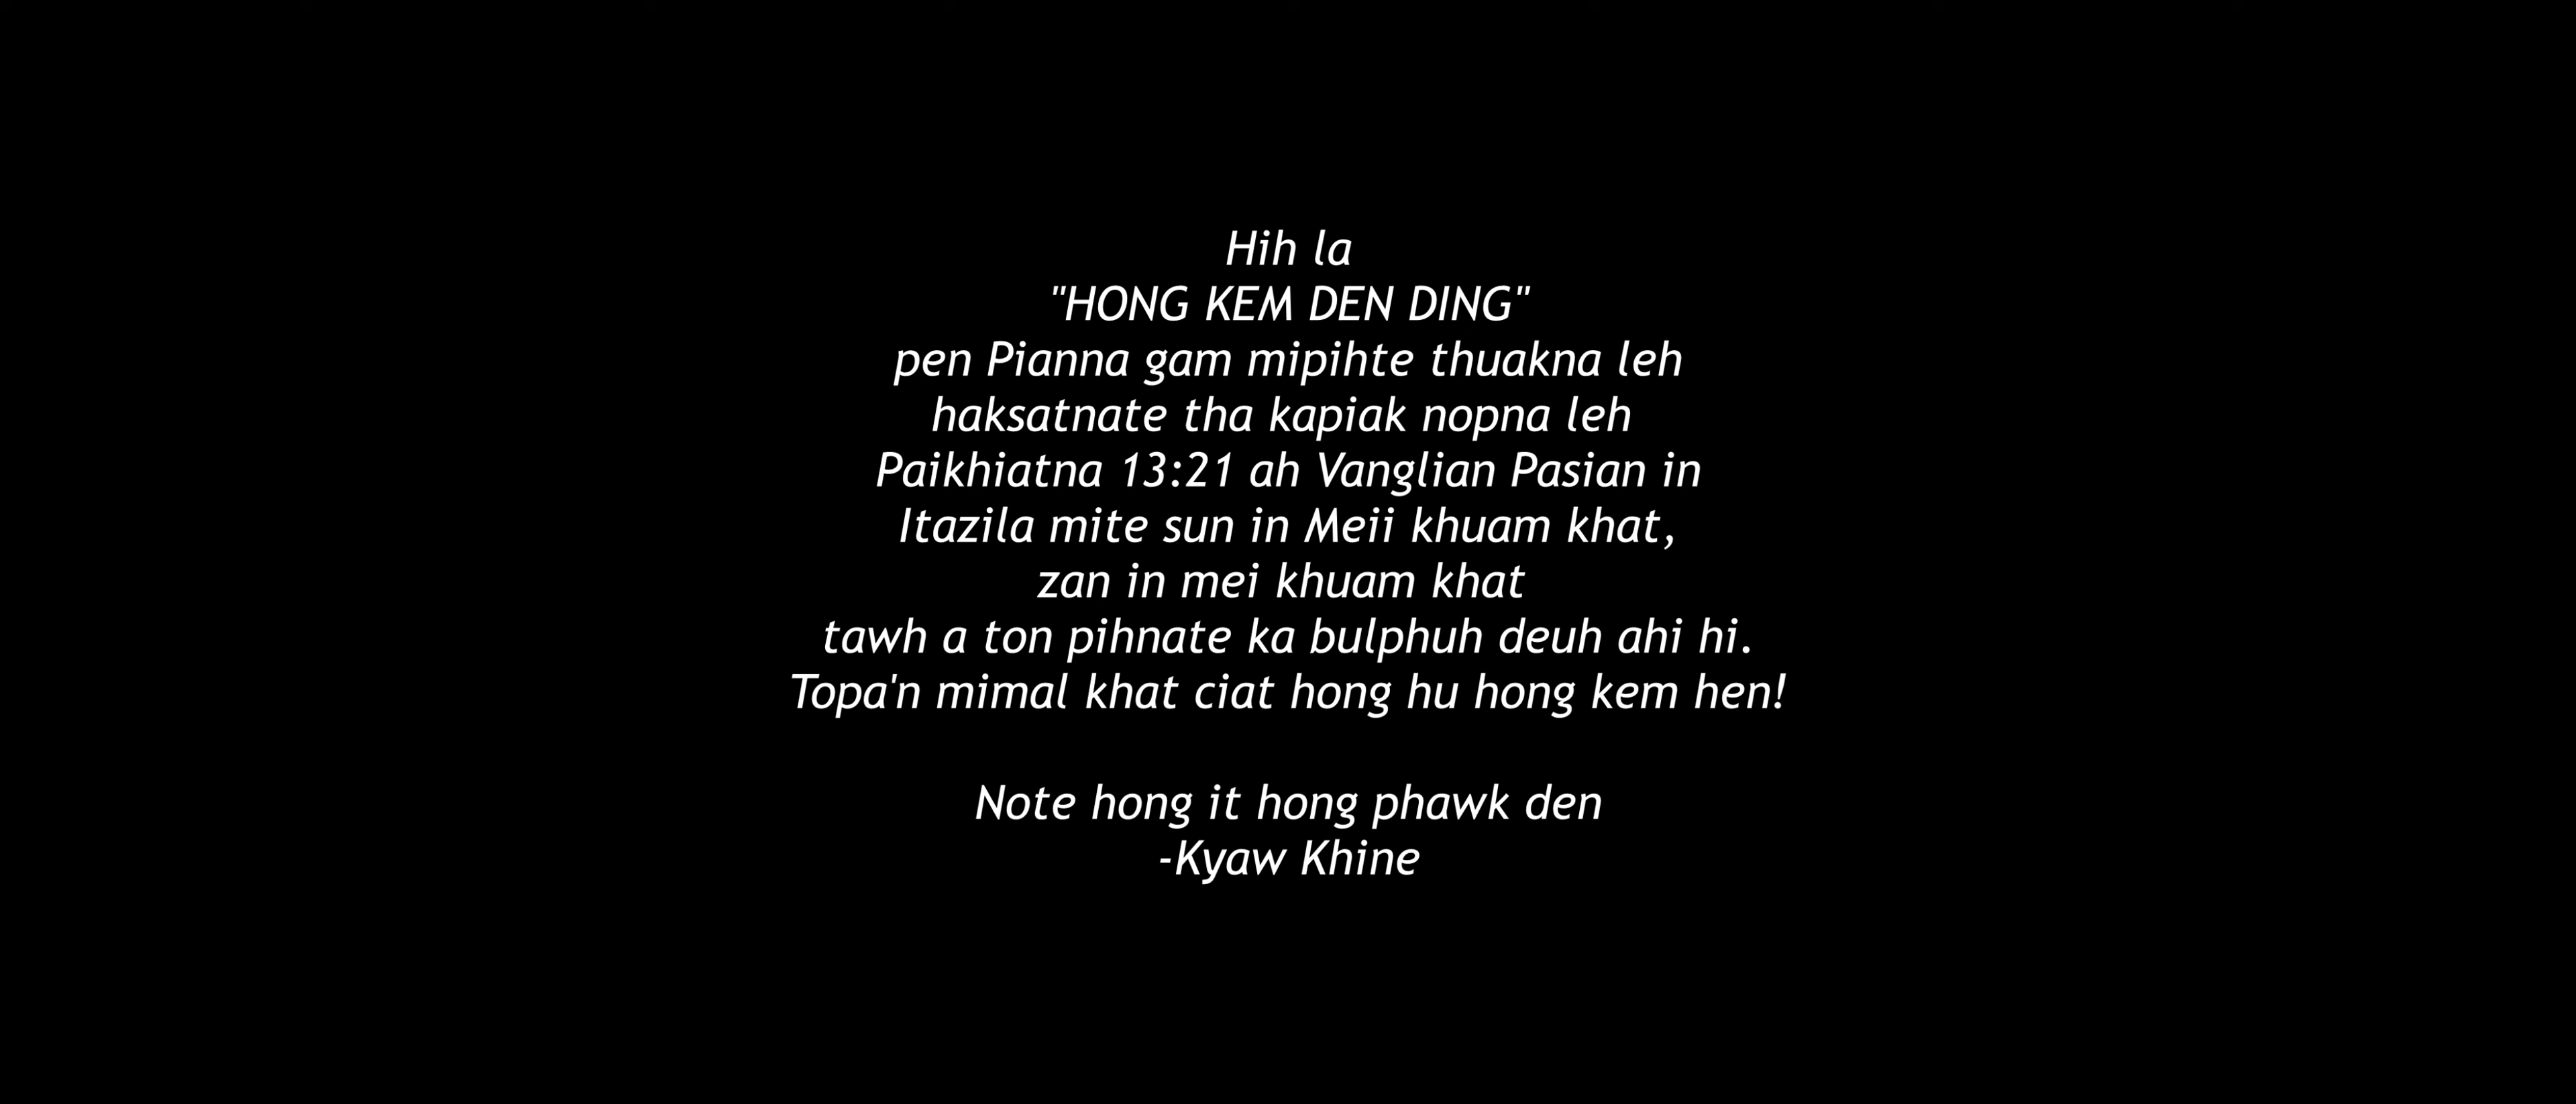 Hih la
"HONG KEM DEN DING"
pen Pianna gam mipihte thuakna leh
haksatnate tha kapiak nopna leh
Paikhiatna 13:21 ah Vanglian Pasian in
Itazila mite sun in Meii khuam khat,
zan in mei khuam khat
tawh a ton pihnate ka bulphuh deuh ahi hi.
Topa'n mimal khat ciat hong hu hong kem hen!
Note hong it hong phawk den
-Kyaw Khine